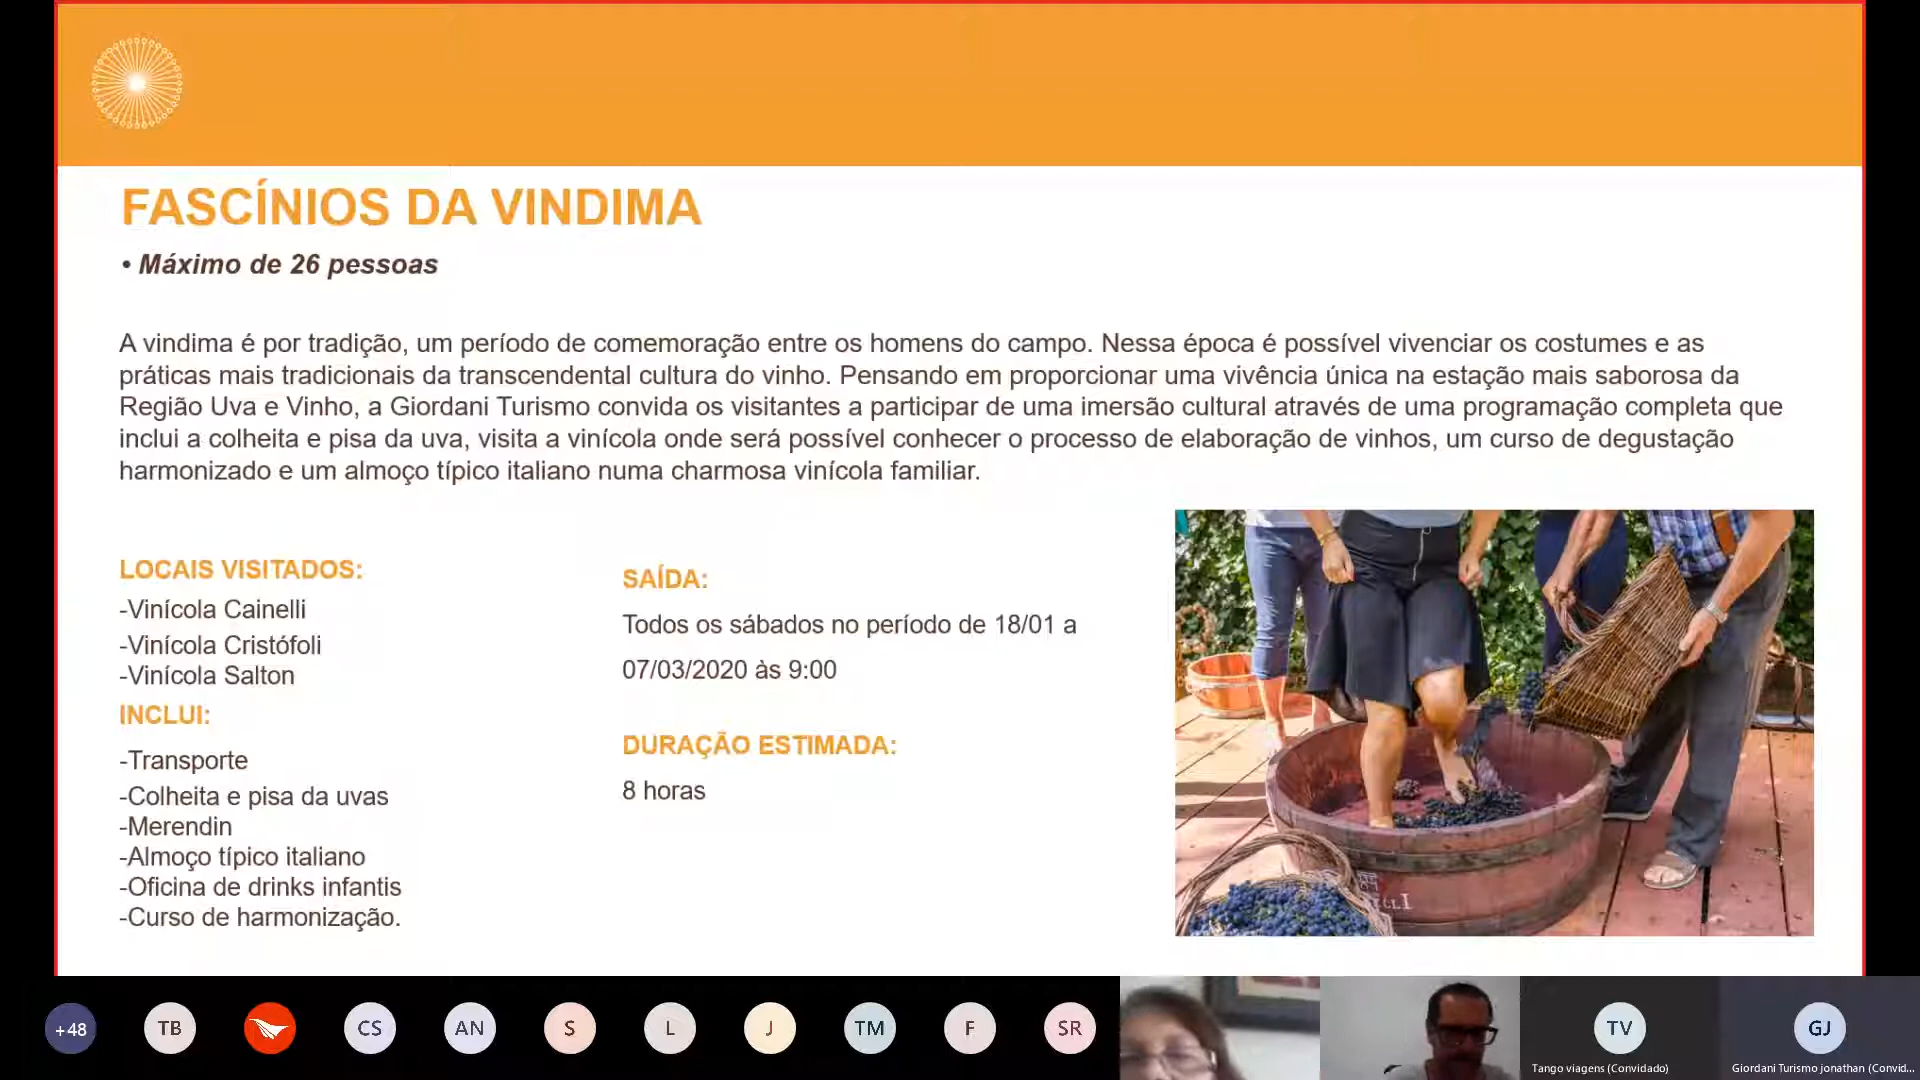 FASCÍNIOS DA VINDIMA
• Máximo de 26 pessoas
A vindima é por tradição, um período de comemoração entre os homens do campo. Nessa época é possível vivenciar os costumes e as
práticas mais tradicionais da transcendental cultura do vinho. Pensando em proporcionar uma vivência única na estação mais saborosa da
Região Uva e Vinho, a Giordani Turismo convida os visitantes a participar de uma imersão cultural através de uma programação completa que
inclui a colheita e pisa da uva, visita a vinícola onde será possível conhecer o processo de elaboração de vinhos, um curso de degustação
harmonizado e um almoço típico italiano numa charmosa vinícola familiar.
LOCAIS VISITADOS:
-Vinícola Cainelli
-Vinícola Cristófoli
-Vinícola Salton
INCLUI:
-Transporte
-Colheita e pisa da uvas
-Merendin
-Almoço típico italiano
-Oficina de drinks infantis
-Curso de harmonização.
SAÍDA:
Todos os sábados no período de 18/01 a
07/03/2020 às 9:00
DURAÇÃO ESTIMADA:
8 horas
+48
TB
CS
AN
S
L
J
TM
F
SR
TV
Tango viagens (Convidado)
GJ
Giordani Turismo jonathan (Convid...